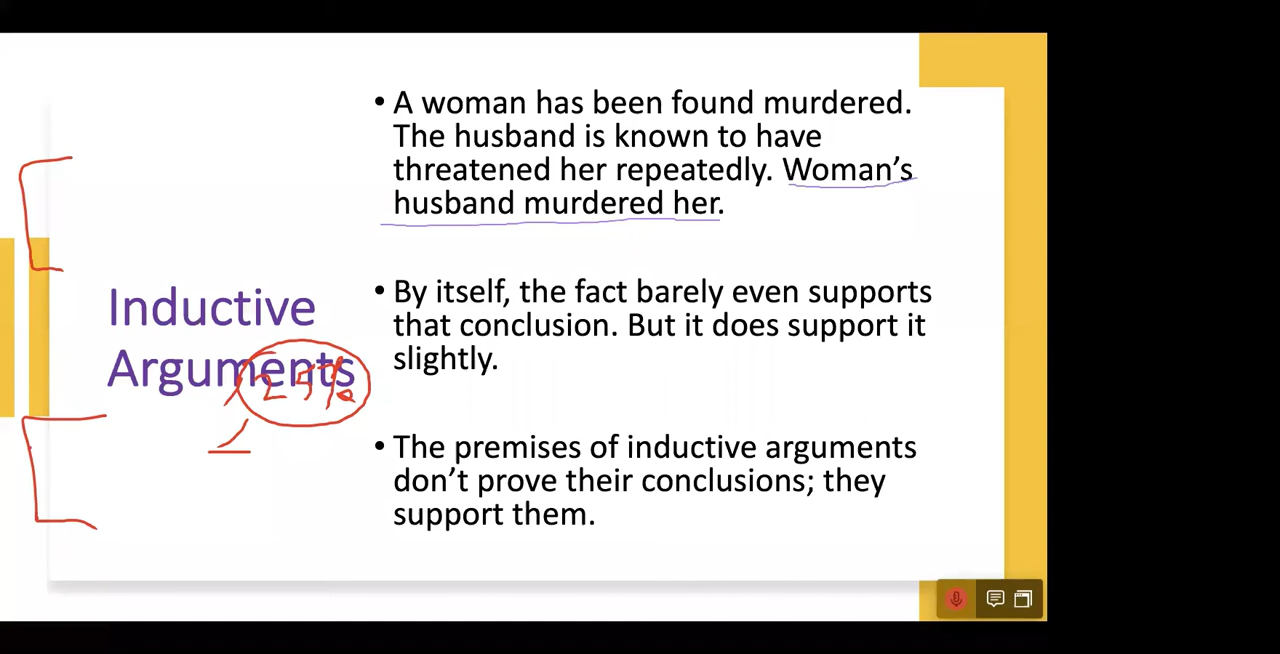 Inductive
Arguments
25%
• A woman has been found murdered.
The husband is known to have
threatened her repeatedly. Woman’s
husband murdered her.
• By itself, the fact barely even supports
that conclusion. But it does support it
slightly.
• The premises of inductive arguments
don’t prove their conclusions; they
support them.